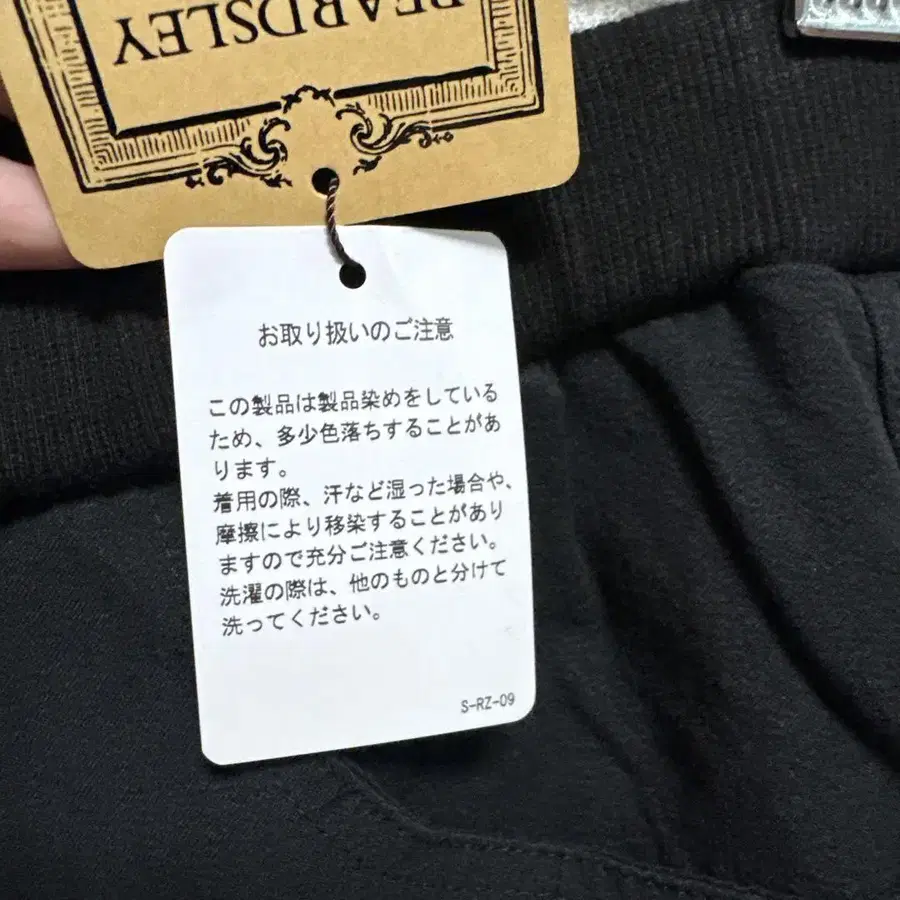 BEARDSLEY
お取り扱いのご注意
この製品は製品染めをしている
ため、多少色落ちすることがあ
ります。
着用の際、汗など湿った場合や、
摩擦により移染することがあり
ますので充分ご注意ください。
洗濯の際は、他のものと分けて
洗ってください。
S-RZ-09